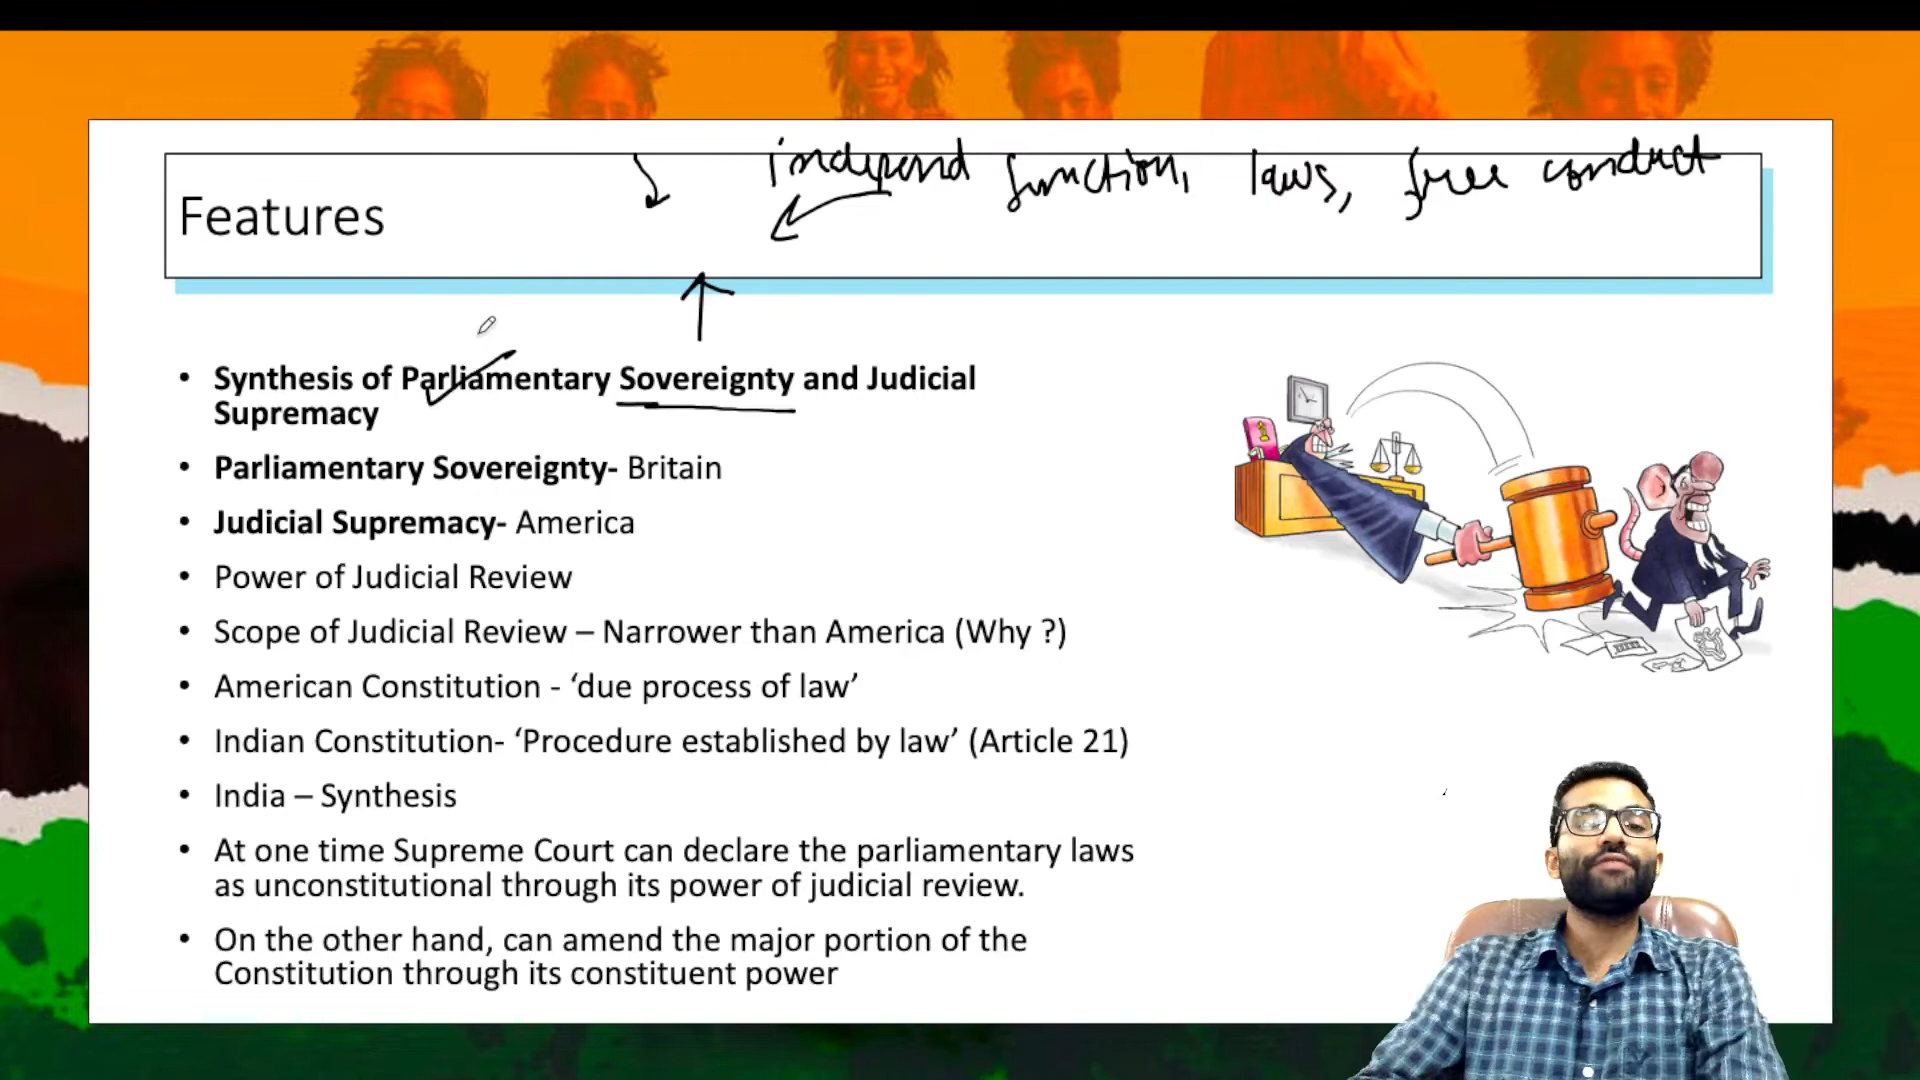 independ function, laws, free conduct
Features
• Synthesis of Parliamentary Sovereignty and Judicial
Supremacy
• Parliamentary Sovereignty- Britain
• Judicial Supremacy- America
• Power of Judicial Review
• Scope of Judicial Review – Narrower than America (Why ?)
• American Constitution - ‘due process of law’
• Indian Constitution- ‘Procedure established by law’ (Article 21)
• India – Synthesis
• At one time Supreme Court can declare the parliamentary laws
as unconstitutional through its power of judicial review.
• On the other hand, can amend the major portion of the
Constitution through its constituent power